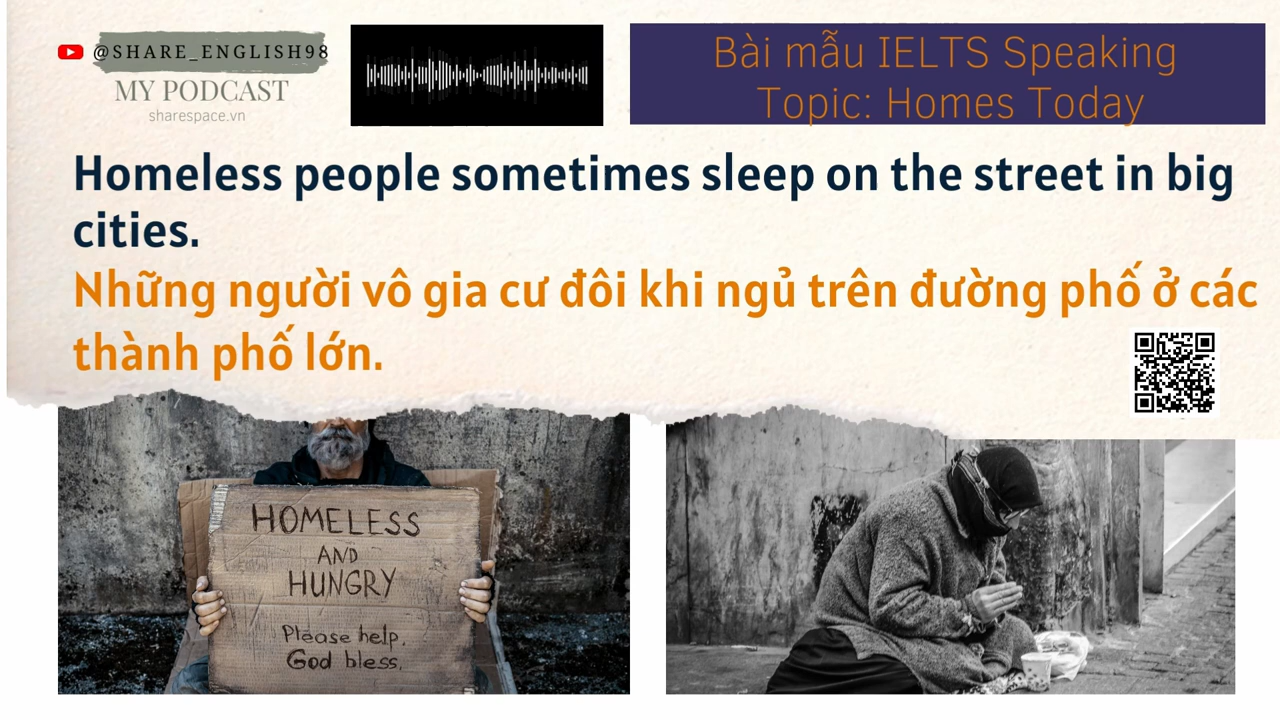 @SHARE_ENGLISH98
MY PODCAST
sharespace.vn
Bài mẫu IELTS Speaking
Topic: Homes Today
Homeless people sometimes sleep on the street in big
cities.
Những người vô gia cư đôi khi ngủ trên đường phố ở các
thành phố lớn.
HOMELESS
AND
HUNGRY
Please help.
God bless.